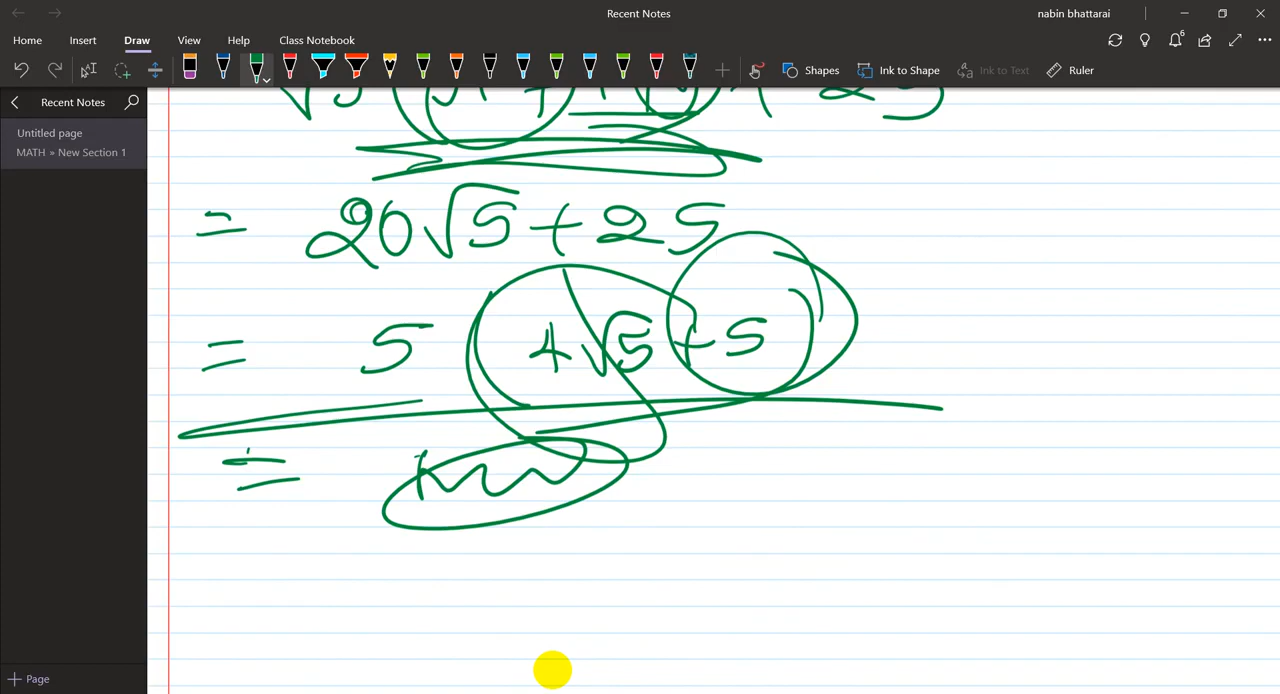 Recent Notes
nabin bhattarai
Home Insert Draw View Help Class Notebook
6
Shapes Ink to Shape Ink to Text Ruler
Recent Notes
Untitled page
MATH » New Section 1
= 20√5 + 25
= 5 (4√5 + 5)
=
Page